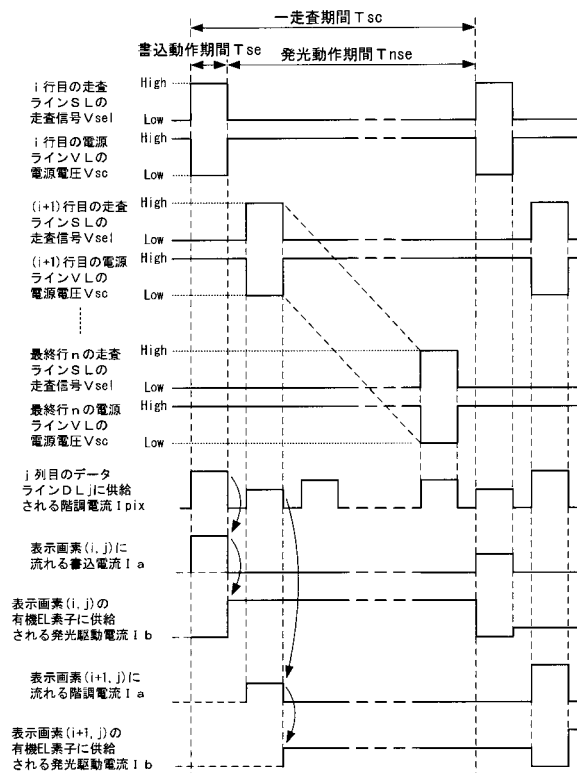 一走査期間Tsc
書込動作期間Tse
発光動作期間Tnse
i行目の走査
ラインSLの
走査信号Vsel
High
Low
i行目の電源
ラインVLの
電源電圧Vsc
High
Low
(i+1)行目の走査
ラインSLの
走査信号Vsel
High
Low
(i+1)行目の電源
ラインVLの
電源電圧Vsc
High
Low
最終行nの走査
ラインSLの
走査信号Vsel
High
Low
最終行nの電源
ラインVLの
電源電圧Vsc
High
Low
j列目のデータ
ラインDLjに供給
される階調電流Ipix
表示画素(i,j)に
流れる書込電流Ia
表示画素(i,j)の
有機EL素子に供給
される発光駆動電流Ib
表示画素(i+1,j)に
流れる階調電流Ia
表示画素(i+1,j)の
有機EL素子に供給
される発光駆動電流Ib